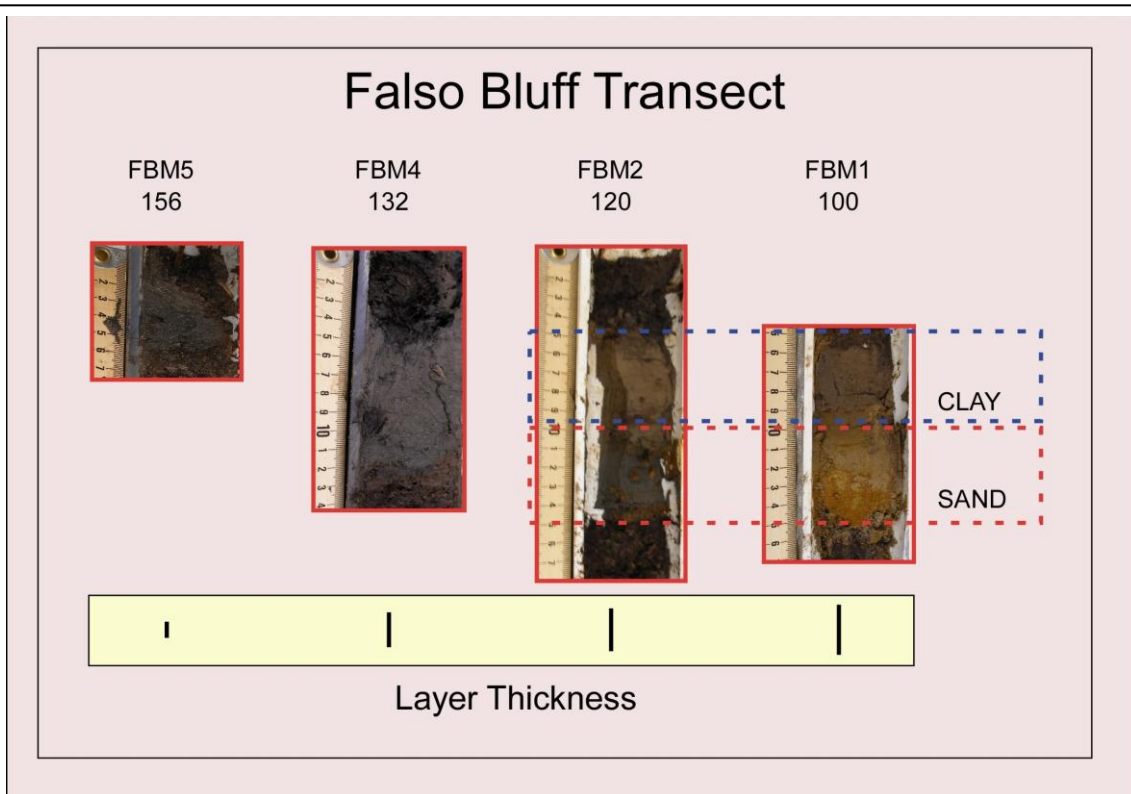 Falso Bluff Transect
FBM5
156
FBM4
132
FBM2
120
FBM1
100
CLAY
SAND
Layer Thickness